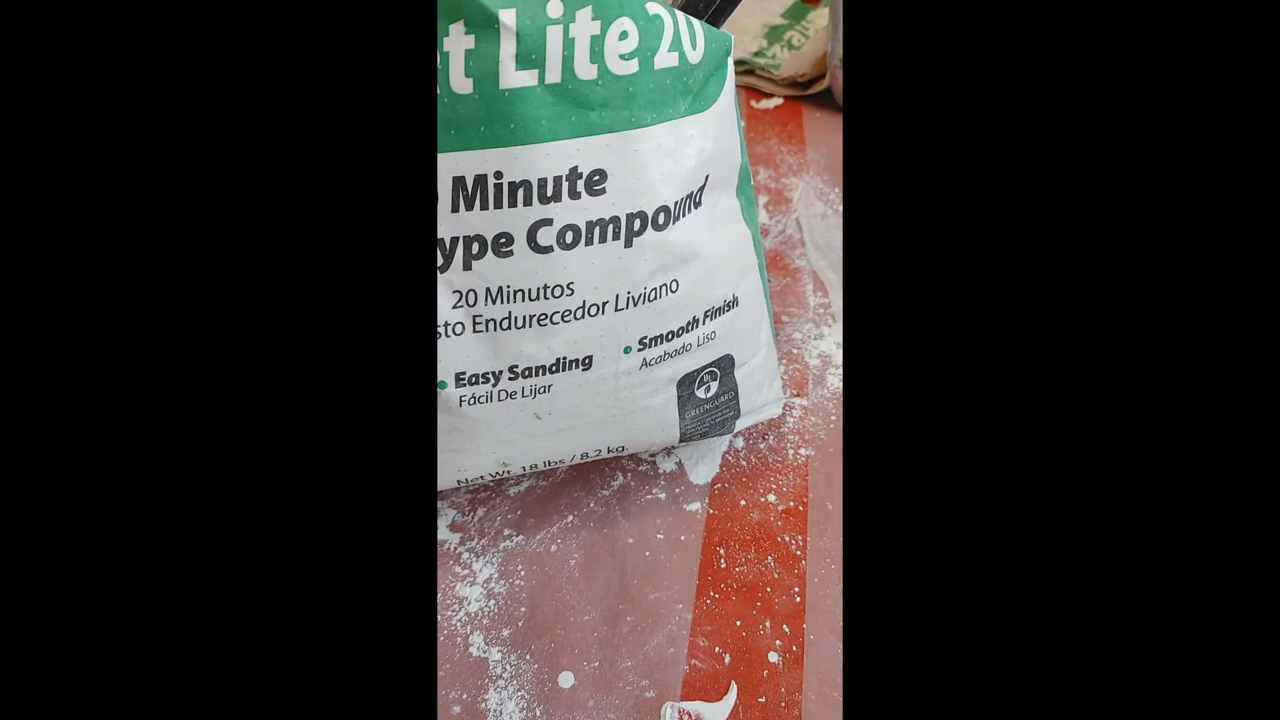 t Lite 20
Minute
ype Compound
20 Minutos
sto Endurecedor Liviano
• Easy Sanding
Fácil De Lijar
• Smooth Finish
Acabado Liso
UL
GREENGUARD
Net Wt. 18 lbs / 8.2 kg.